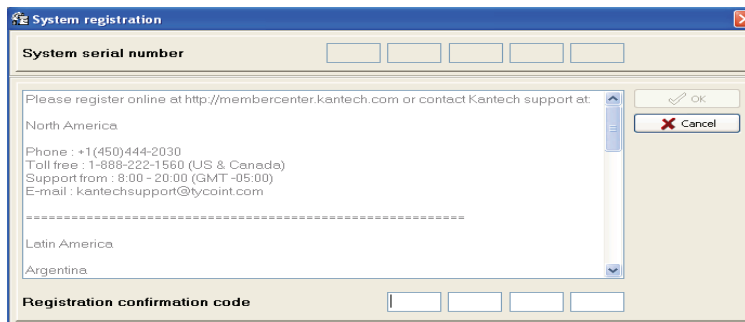 System registration
System serial number
Please register online at http://membercenter.kantech.com or contact Kantech support at:
North America
Phone : +1(450)444-2030
Toll free : 1-888-222-1560 (US & Canada)
Support from : 8:00 - 20:00 (GMT -05:00)
E-mail : kantechsupport@tycoint.com
==========================================================
Latin America
Argentina
OK
Cancel
Registration confirmation code